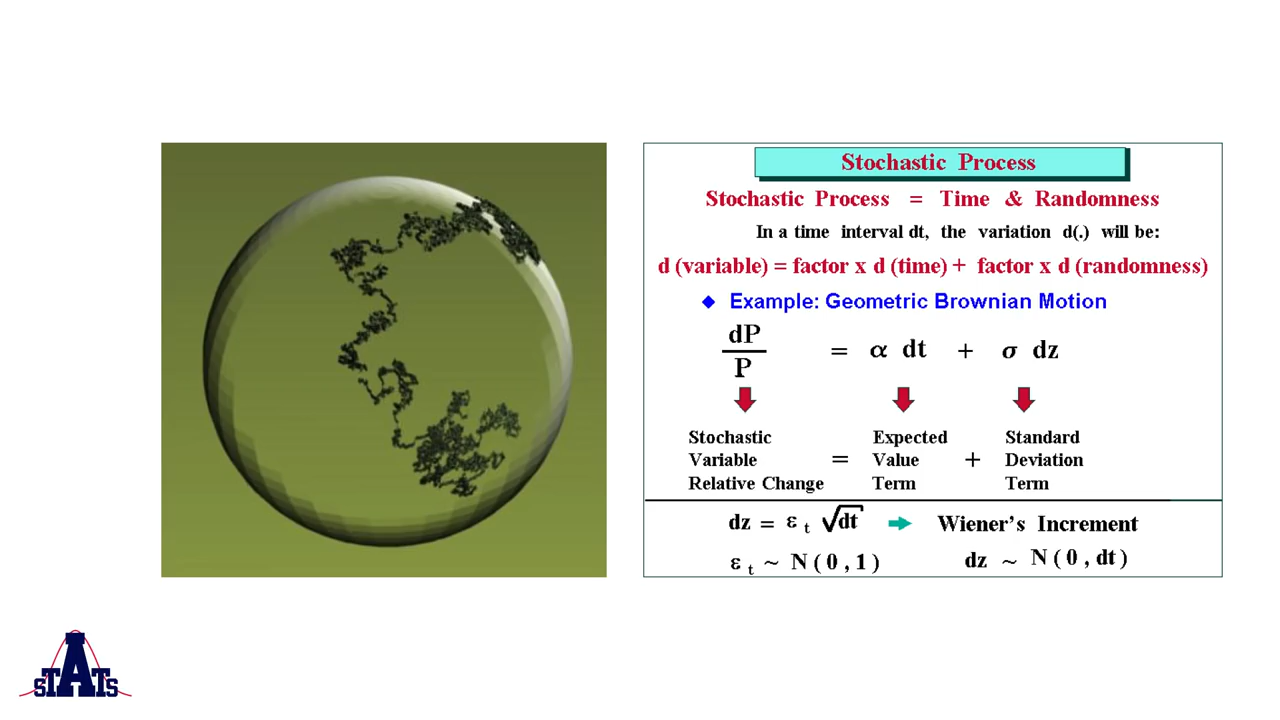 Stochastic Process
Stochastic Process = Time & Randomness
In a time interval dt, the variation d(.) will be:
d (variable) = factor x d (time) + factor x d (randomness)
◆ Example: Geometric Brownian Motion
dP
P
= α dt + σ dz
Stochastic Expected Standard
Variable = Value + Deviation
Relative Change Term Term
dz = ε t √dt Wiener's Increment
ε t ~ N ( 0 , 1 ) dz ~ N ( 0 , dt )
STATS